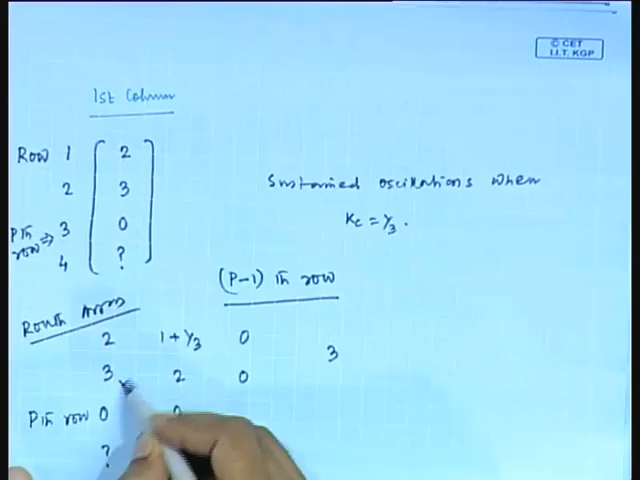 © CET
I.I.T. KGP
1st Column
Row 1 2
2 3
Pth row ⇒ 3 0
4 ?
Sustained oscillations when
Kc = 1/3.
(P-1) th row
Routh Array
2 1 + 1/3 0
3 2 0
3
Pth row 0 0
?